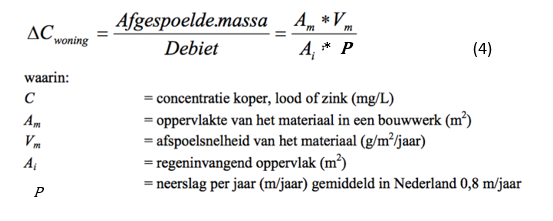 ΔC_woning = Afgespoelde.massa / Debiet = A_m * V_m / A_i * P (4)
waarin:
C = concentratie koper, lood of zink (mg/L)
A_m = oppervlakte van het materiaal in een bouwwerk (m²)
V_m = afspoelsnelheid van het materiaal (g/m²/jaar)
A_i = regeninvangend oppervlak (m²)
P = neerslag per jaar (m/jaar) gemiddeld in Nederland 0,8 m/jaar